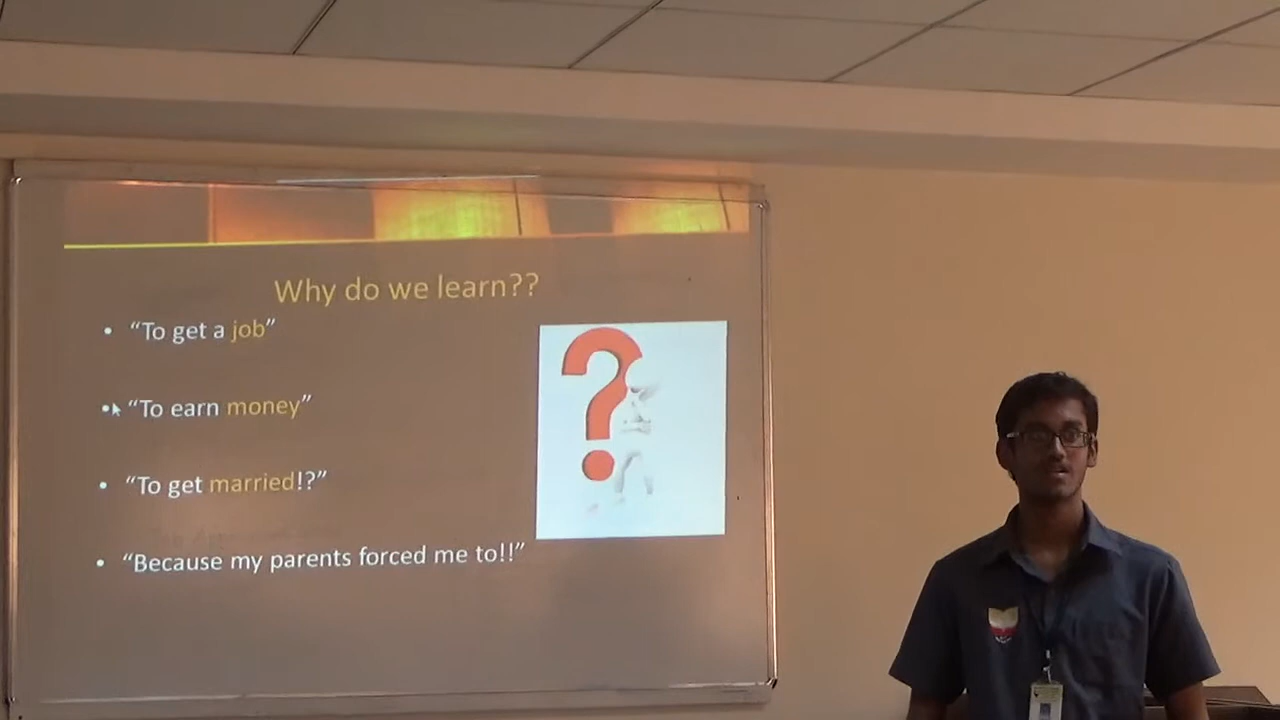 Why do we learn??
• “To get a job”
• “To earn money”
• “To get married!?”
• “Because my parents forced me to!!”